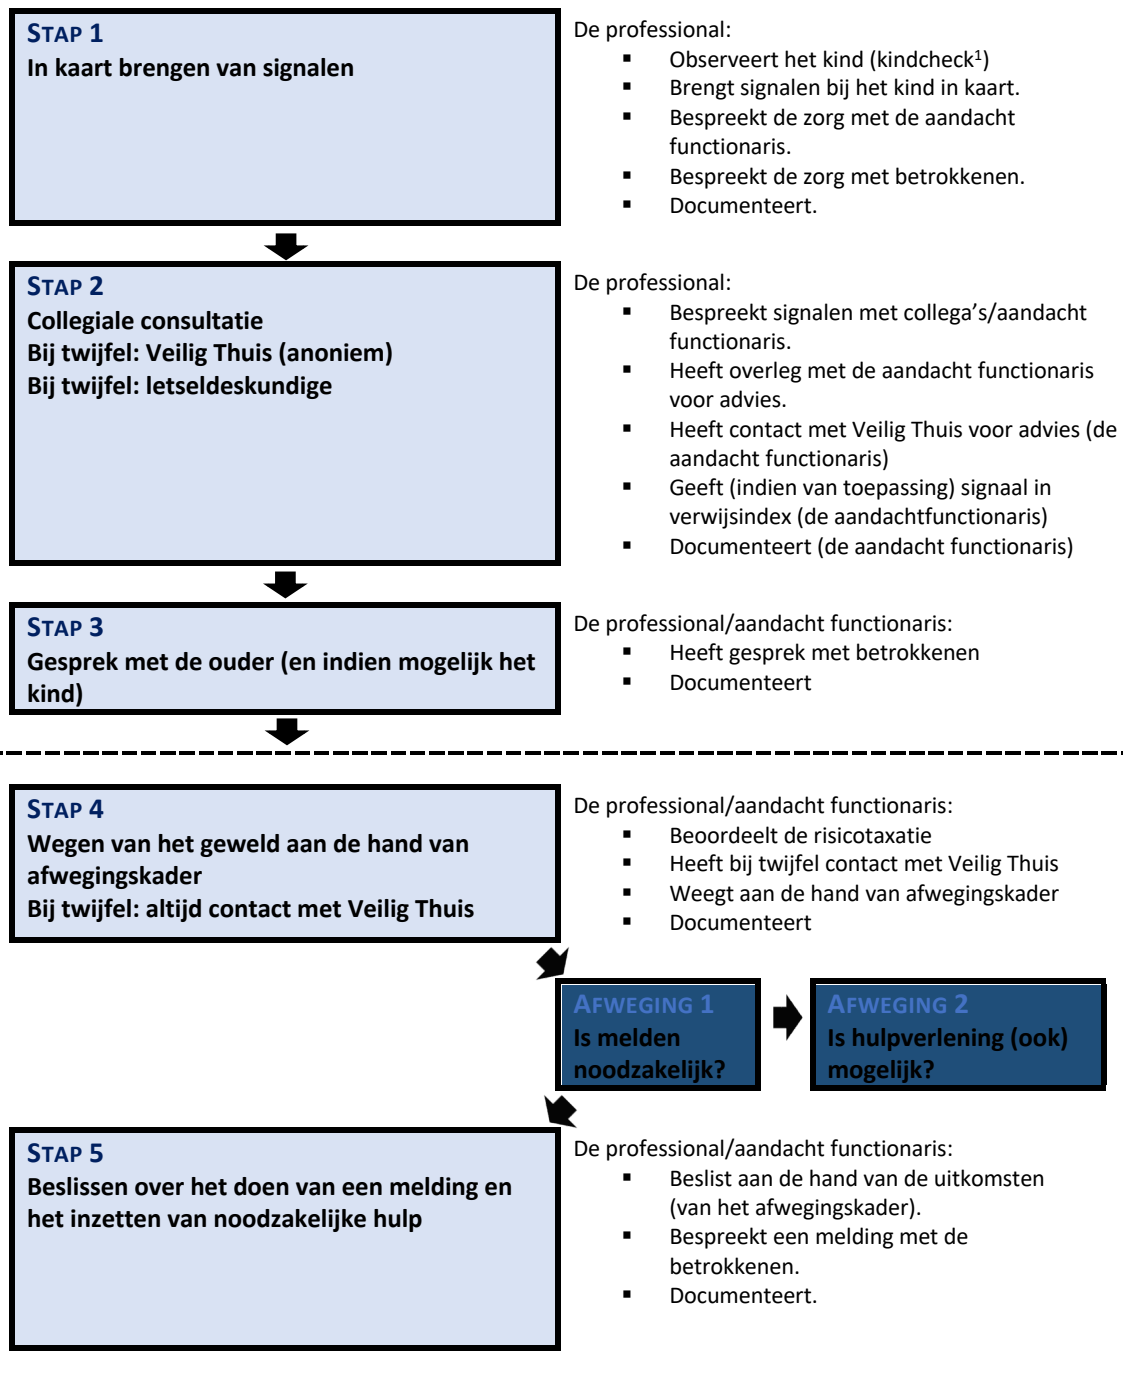 STAP 1
In kaart brengen van signalen
De professional:
▪ Observeert het kind (kindcheck¹)
▪ Brengt signalen bij het kind in kaart.
▪ Bespreekt de zorg met de aandacht
functionaris.
▪ Bespreekt de zorg met betrokkenen.
▪ Documenteert.
STAP 2
Collegiale consultatie
Bij twijfel: Veilig Thuis (anoniem)
Bij twijfel: letseldeskundige
De professional:
▪ Bespreekt signalen met collega’s/aandacht
functionaris.
▪ Heeft overleg met de aandacht functionaris
voor advies.
▪ Heeft contact met Veilig Thuis voor advies (de
aandacht functionaris)
▪ Geeft (indien van toepassing) signaal in
verwijsindex (de aandachtfunctionaris)
▪ Documenteert (de aandacht functionaris)
STAP 3
Gesprek met de ouder (en indien mogelijk het
kind)
De professional/aandacht functionaris:
▪ Heeft gesprek met betrokkenen
▪ Documenteert
STAP 4
Wegen van het geweld aan de hand van
afwegingskader
Bij twijfel: altijd contact met Veilig Thuis
De professional/aandacht functionaris:
▪ Beoordeelt de risicotaxatie
▪ Heeft bij twijfel contact met Veilig Thuis
▪ Weegt aan de hand van afwegingskader
▪ Documenteert
AFWEGING 1
Is melden
noodzakelijk?
AFWEGING 2
Is hulpverlening (ook)
mogelijk?
STAP 5
Beslissen over het doen van een melding en
het inzetten van noodzakelijke hulp
De professional/aandacht functionaris:
▪ Beslist aan de hand van de uitkomsten
(van het afwegingskader).
▪ Bespreekt een melding met de
betrokkenen.
▪ Documenteert.